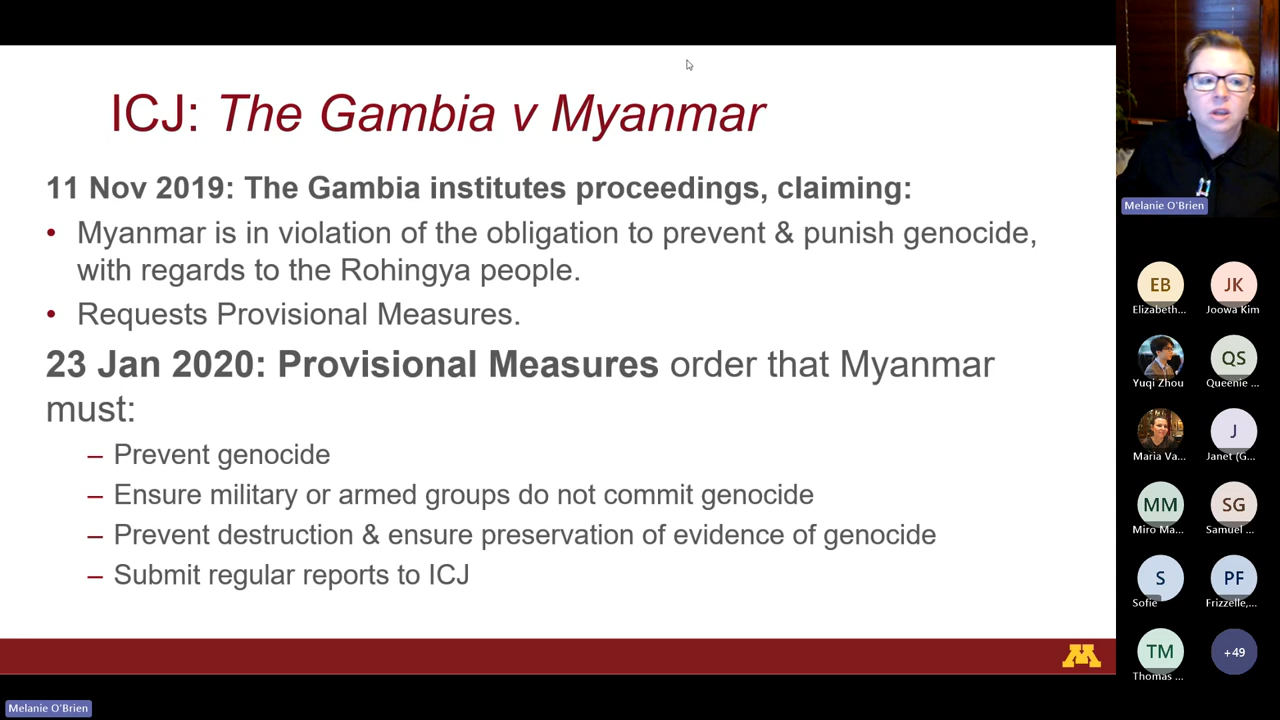 ICJ: The Gambia v Myanmar
11 Nov 2019: The Gambia institutes proceedings, claiming:
• Myanmar is in violation of the obligation to prevent & punish genocide,
with regards to the Rohingya people.
• Requests Provisional Measures.
23 Jan 2020: Provisional Measures order that Myanmar
must:
– Prevent genocide
– Ensure military or armed groups do not commit genocide
– Prevent destruction & ensure preservation of evidence of genocide
– Submit regular reports to ICJ
M
Melanie O'Brien
Melanie O'Brien
EB
JK
Elizabeth...
Joowa Kim
QS
Yuqi Zhou
Queenie ...
J
Maria Va...
Janet (G...
MM
SG
Miro Ma...
Samuel ...
S
PF
Sofie
Frizzelle,...
TM
+49
Thomas ...